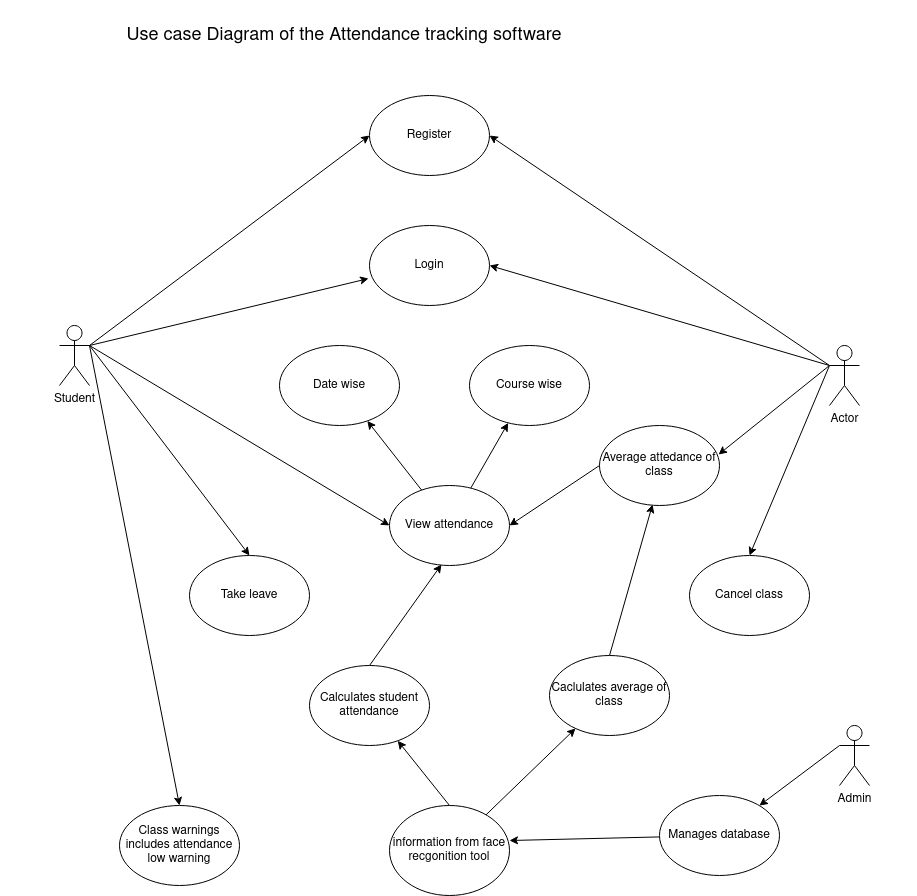 Use case Diagram of the Attendance tracking software
Register
Login
Date wise
Course wise
Student
Actor
Average attedance of
class
View attendance
Take leave
Cancel class
Calculates student
attendance
Caclulates average of
class
Admin
Class warnings
includes attendance
low warning
information from face
recgonition tool
Manages database